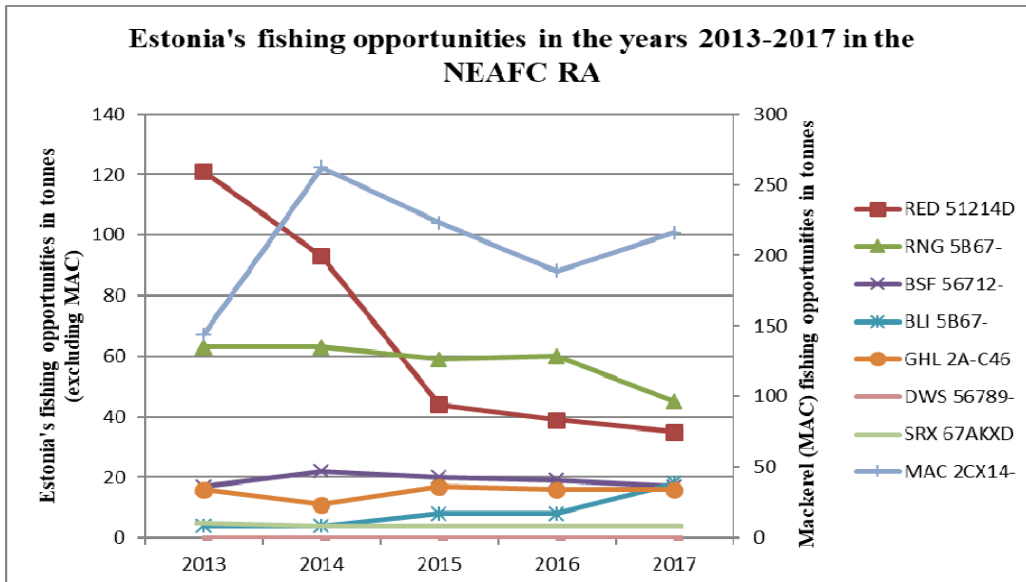 Estonia's fishing opportunities in the years 2013-2017 in the
NEAFC RA
Estonia's fishing opportunities in tonnes
(excluding MAC)
140
120
100
80
60
40
20
0
2013
2014
2015
2016
2017
300
250
200
150
100
50
0
Mackerel (MAC) fishing opportunities in tonnes
RED 51214D
RNG 5B67-
BSF 56712-
BLI 5B67-
GHL 2A-C46
DWS 56789-
SRX 67AKXD
MAC 2CX14-